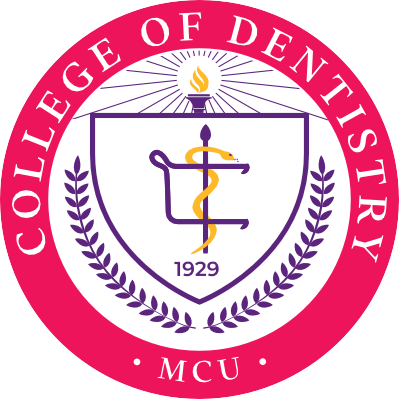 COLLEGE OF DENTISTRY
1929
• MCU •